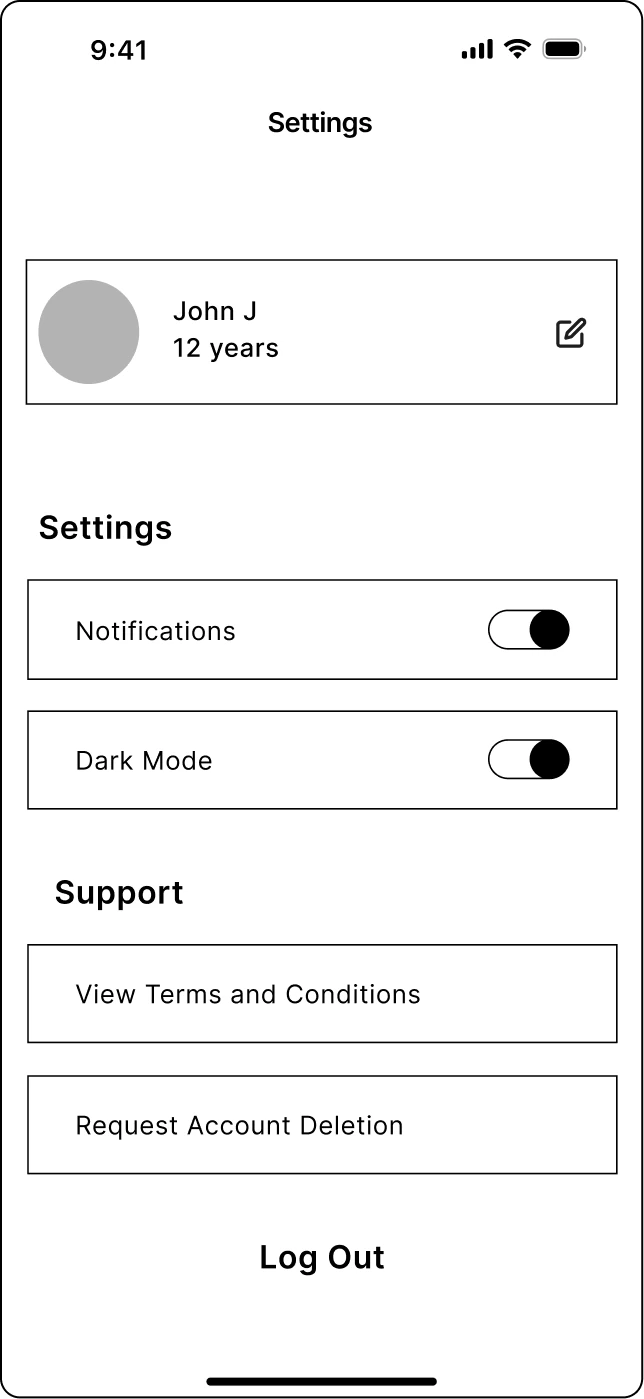 9:41
Settings
John J
12 years
Settings
Notifications
Dark Mode
Support
View Terms and Conditions
Request Account Deletion
Log Out